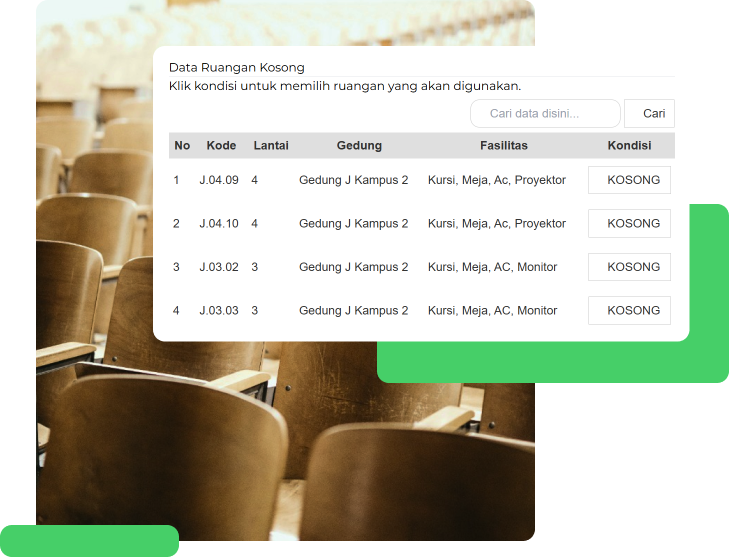 Data Ruangan Kosong
Klik kondisi untuk memilih ruangan yang akan digunakan.
Cari data disini... Cari
No Kode Lantai Gedung Fasilitas Kondisi
1 J.04.09 4 Gedung J Kampus 2 Kursi, Meja, Ac, Proyektor KOSONG
2 J.04.10 4 Gedung J Kampus 2 Kursi, Meja, Ac, Proyektor KOSONG
3 J.03.02 3 Gedung J Kampus 2 Kursi, Meja, AC, Monitor KOSONG
4 J.03.03 3 Gedung J Kampus 2 Kursi, Meja, AC, Monitor KOSONG